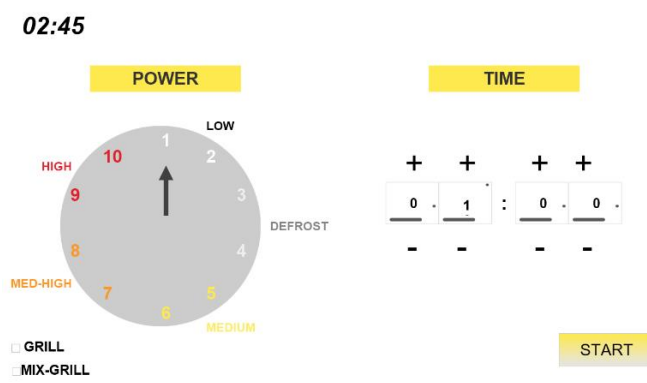 02:45
POWER
TIME
LOW
1
2
3
4
5
6
7
8
9
10
HIGH
DEFROST
MED-HIGH
MEDIUM
+ + + +
0 1 : 0 0
- - - -
GRILL
MIX-GRILL
START